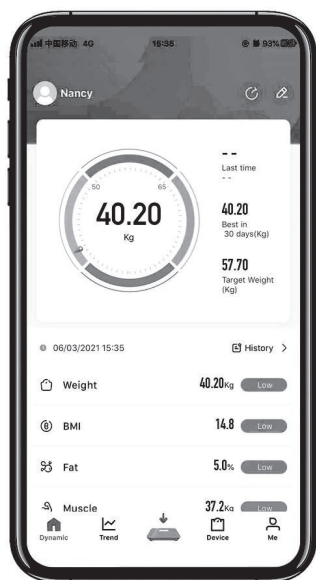 中国移动 4G 15:35 93%
Nancy
50 65
40.20
Kg
--
Last time
--
40.20
Best in
30 days(Kg)
57.70
Target Weight
(Kg)
06/03/2021 15:35 History >
Weight 40.20Kg Low
BMI 14.8 Low
Fat 5.0% Low
Muscle 37.2Kg Low
Dynamic Trend Device Me